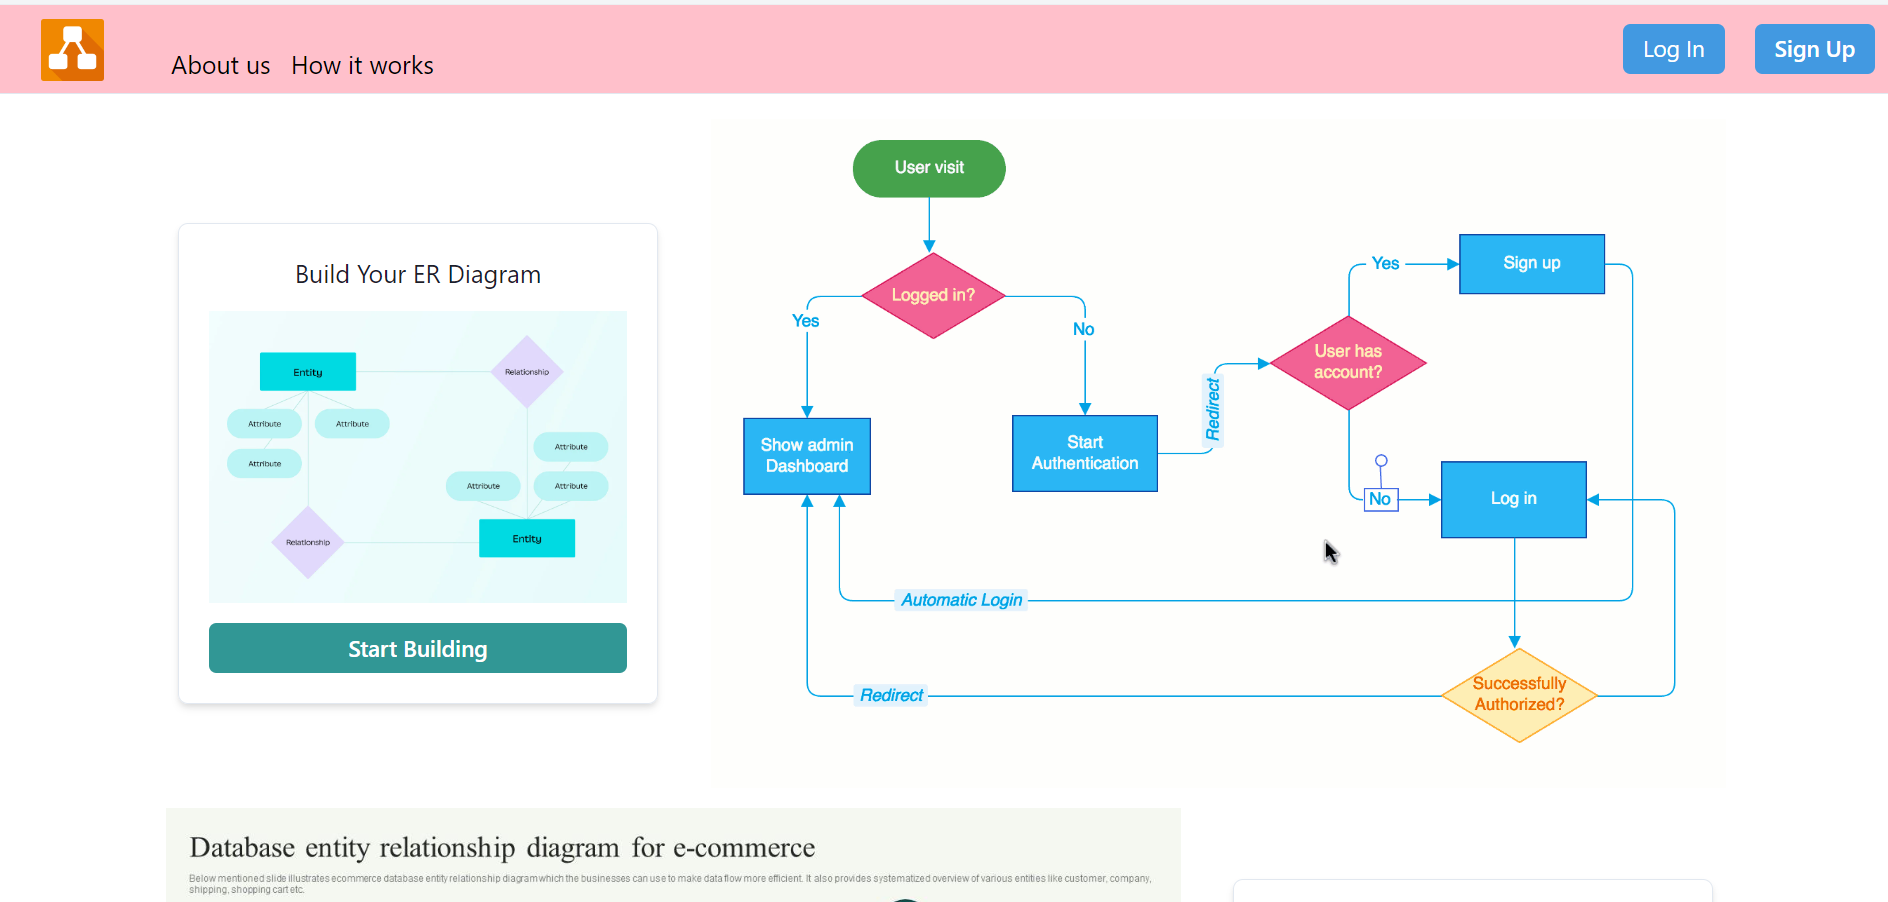 About us How it works
Log In
Sign Up
Build Your ER Diagram
Entity
Relationship
Attribute
Attribute
Attribute
Attribute
Attribute
Attribute
Entity
Relationship
Start Building
User visit
Logged in?
Yes
No
Show admin
Dashboard
Start
Authentication
Redirect
User has
account?
Yes
Sign up
No
Log in
Automatic Login
Redirect
Successfully
Authorized?
Database entity relationship diagram for e-commerce
Below mentioned slide illustrates ecommerce database entity relationship diagram which the businesses can use to make data flow more efficient. It also provides systematized overview of various entities like customer, company,
shipping, shopping cart etc.